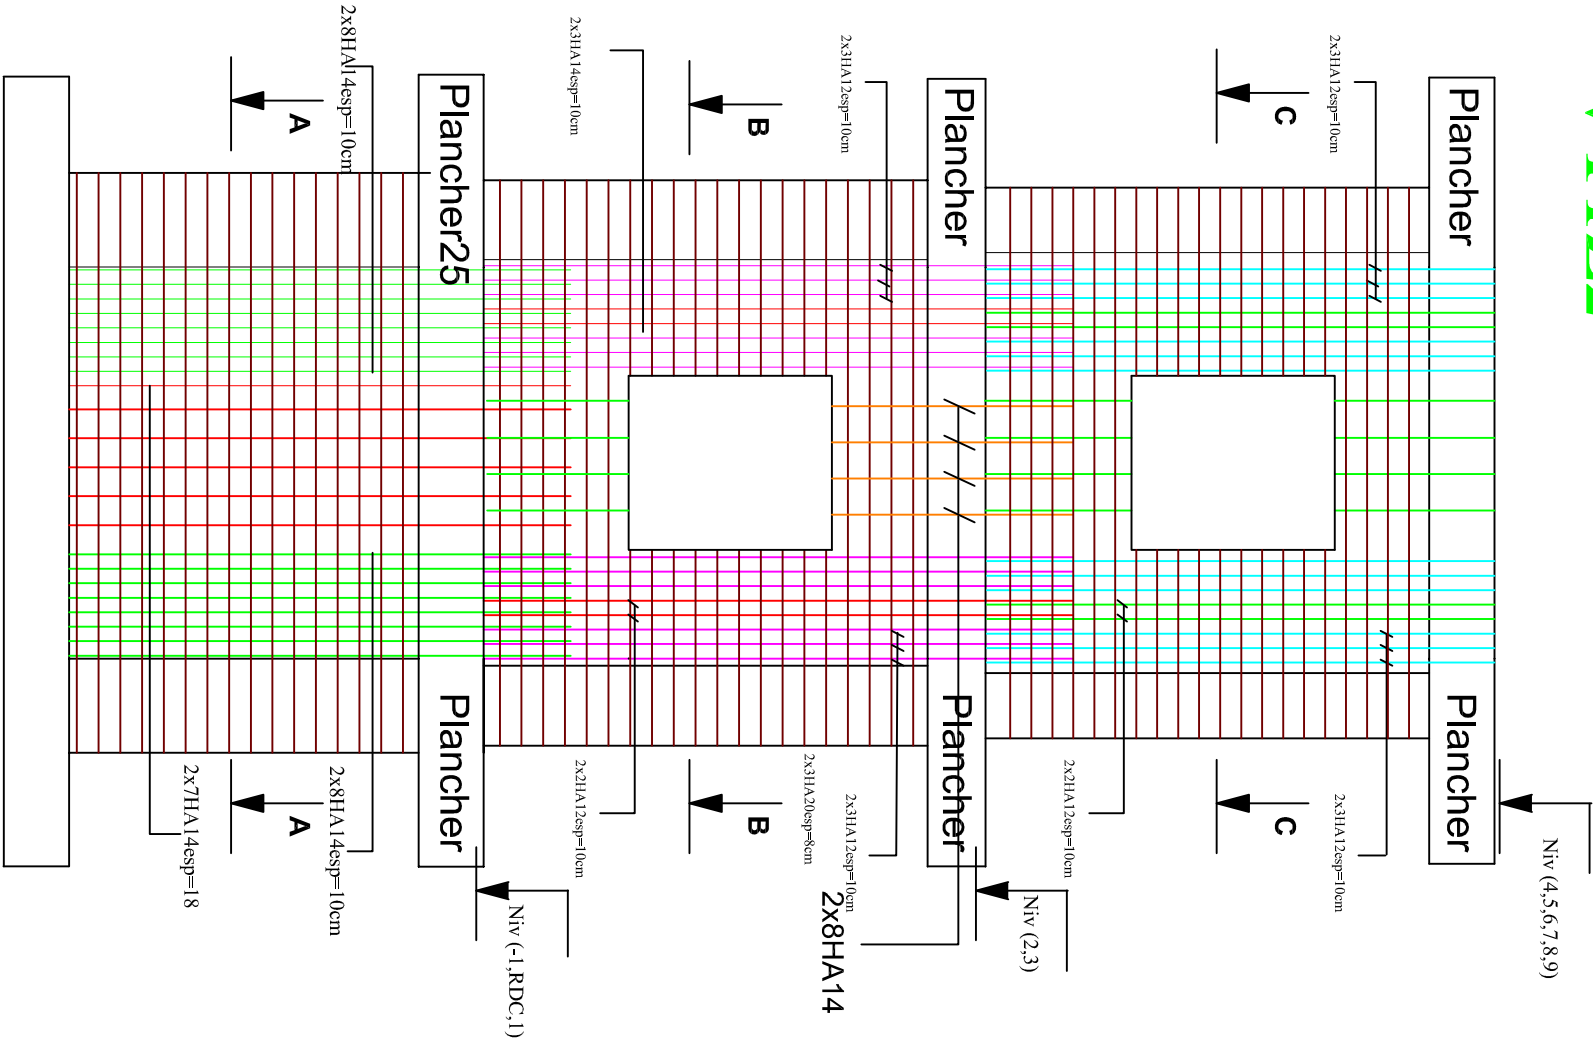 2x8HA14esp=10cm
A
Plancher25
2x3HA14esp=10cm
B
2x3HA12esp=10cm
Plancher
C
2x3HA12esp=10cm
Plancher
2x7HA14esp=18
A
2x8HA14esp=10cm
Plancher
Niv (-1,RDC,1)
2x2HA12esp=10cm
B
2x3HA20esp=8cm
2x3HA12esp=10cm
2x8HA14
Plancher
Niv (2,3)
2x2HA12esp=10cm
C
2x3HA12esp=10cm
Plancher
Niv (4,5,6,7,8,9)